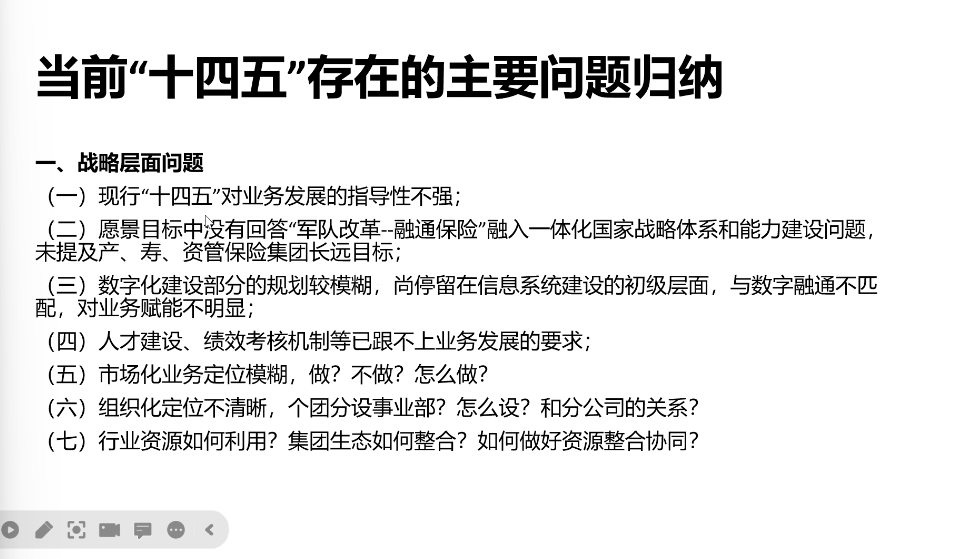 当前“十四五”存在的主要问题归纳
一、战略层面问题
（一）现行“十四五”对业务发展的指导性不强；
（二）愿景目标中没有回答“军队改革--融通保险”融入一体化国家战略体系和能力建设问题，
未提及产、寿、资管保险集团长远目标；
（三）数字化建设部分的规划较模糊，尚停留在信息系统建设的初级层面，与数字融通不匹
配，对业务赋能不明显；
（四）人才建设、绩效考核机制等已跟不上业务发展的要求；
（五）市场化业务定位模糊，做？不做？怎么做？
（六）组织化定位不清晰，个团分设事业部？怎么设？和分公司的关系？
（七）行业资源如何利用？集团生态如何整合？如何做好资源整合协同？